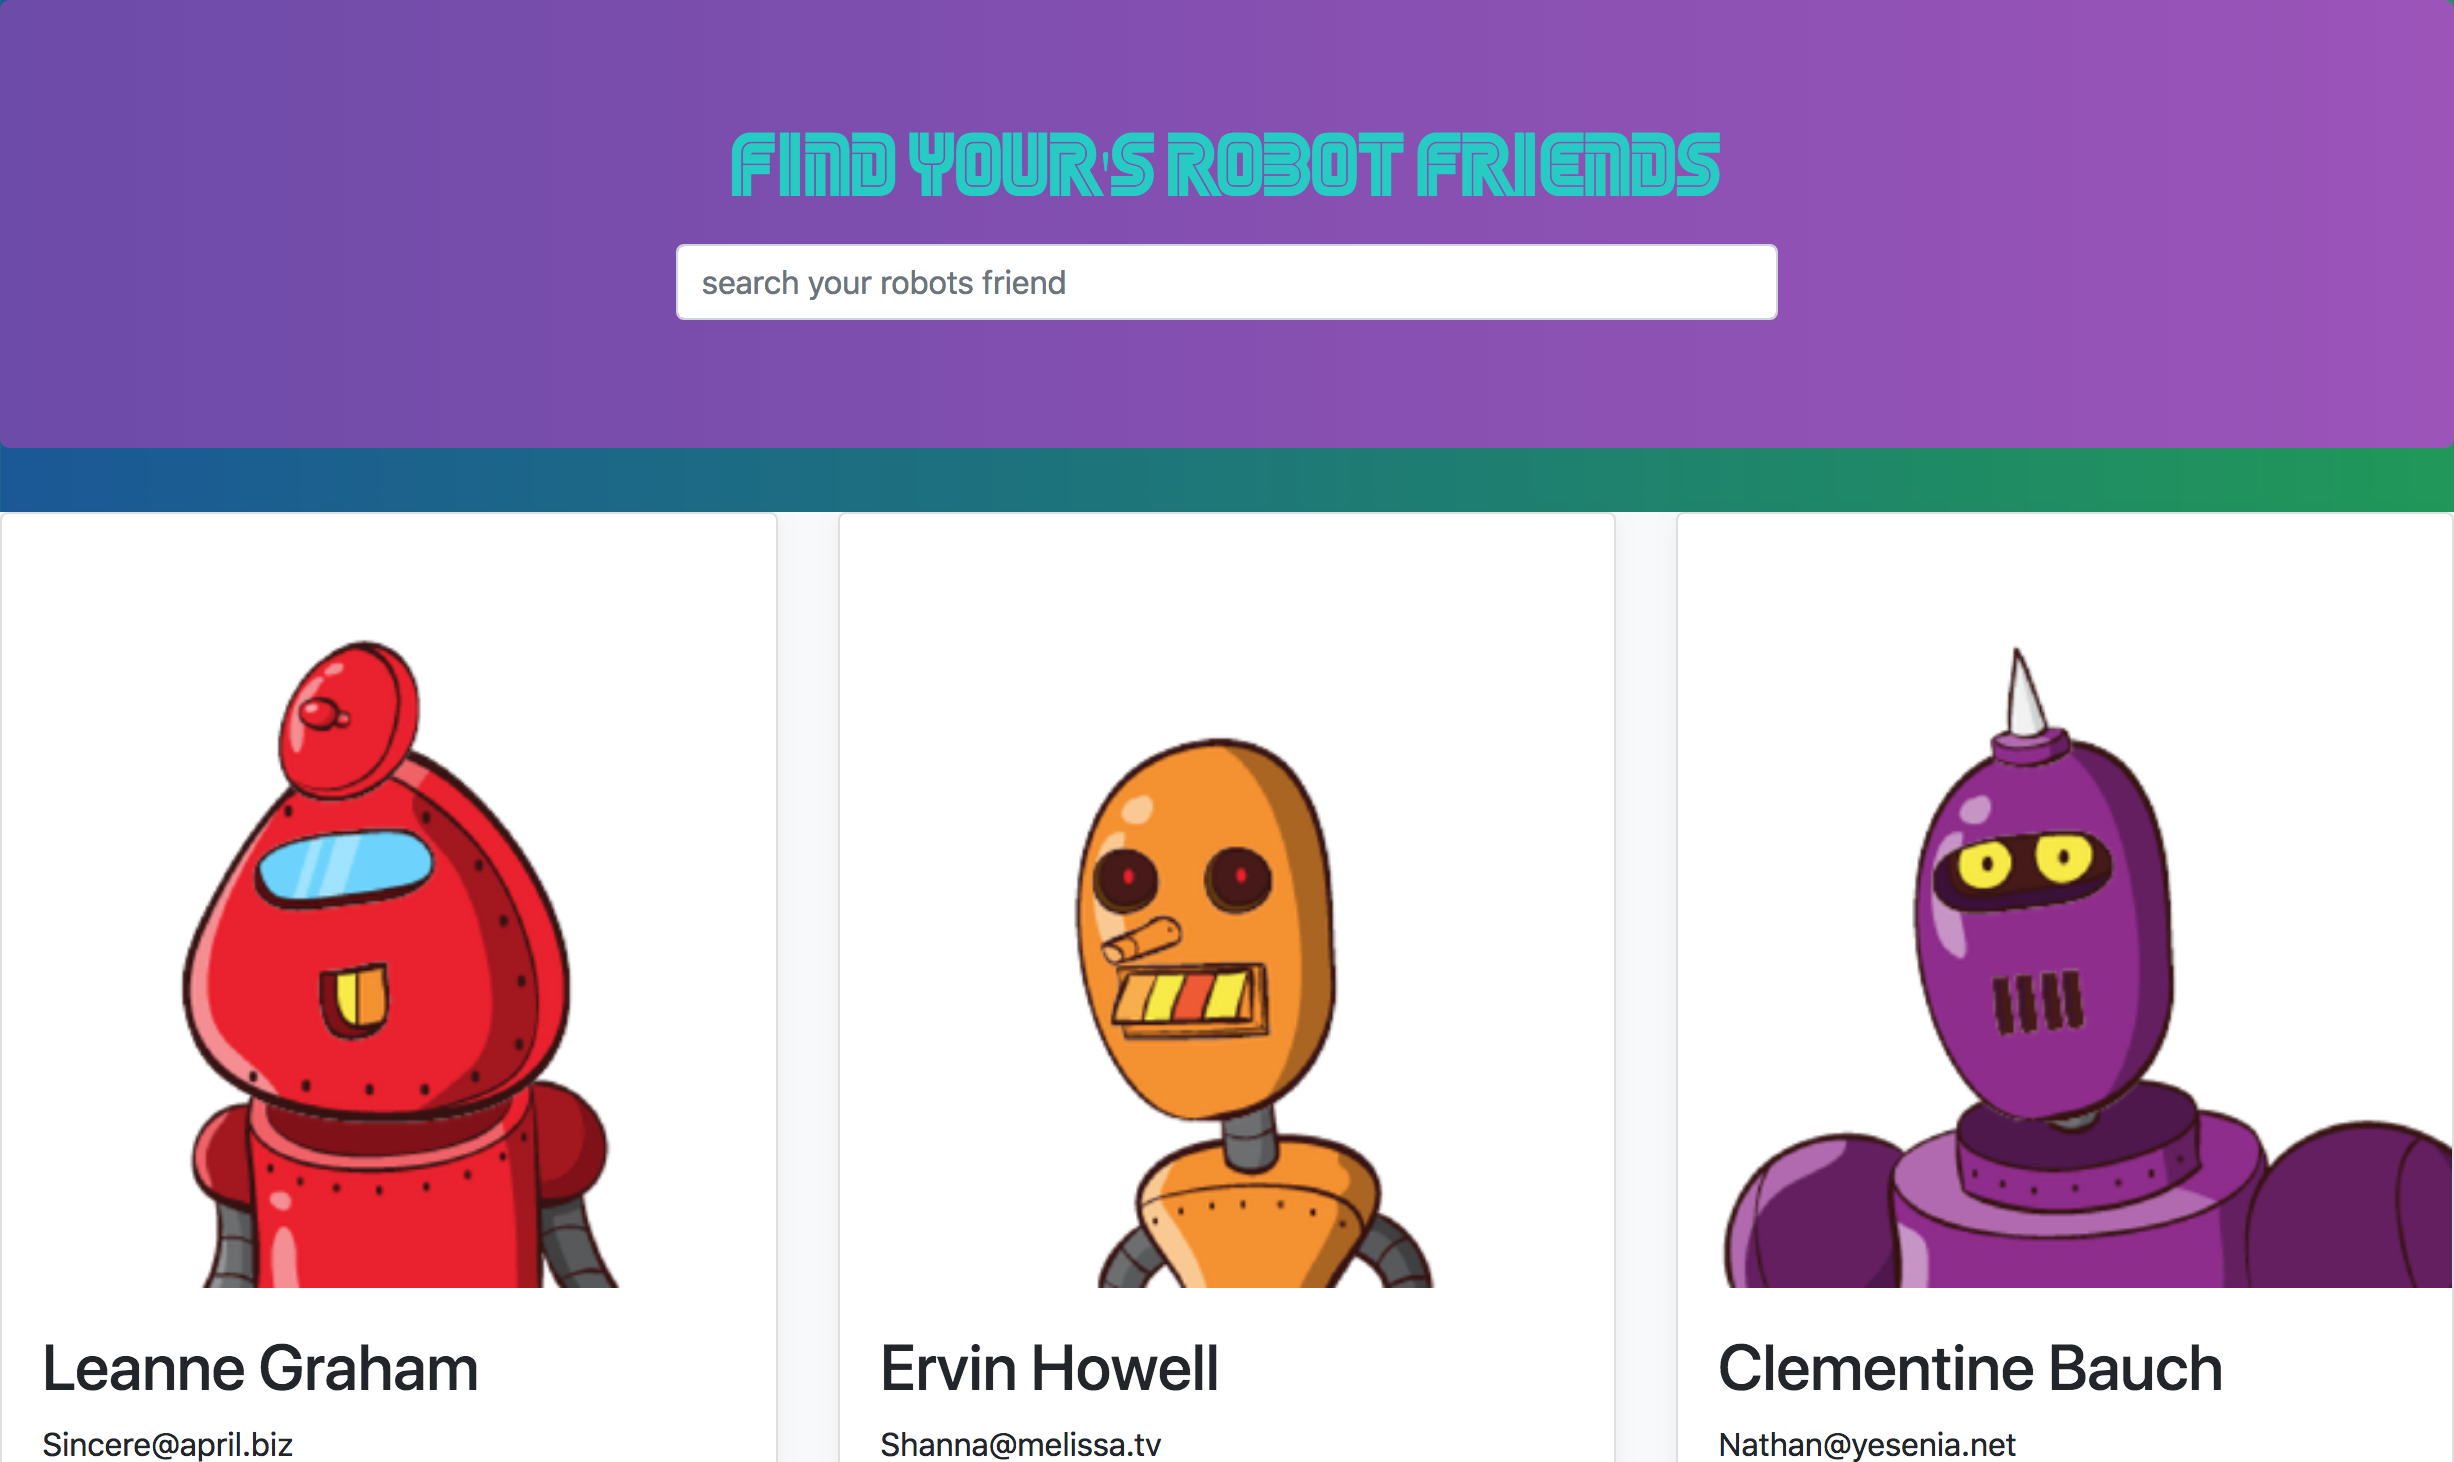 FIND YOUR'S ROBOT FRIENDS
search your robots friend
Leanne Graham
Ervin Howell
Clementine Bauch
Sincere@april.biz
Shanna@melissa.tv
Nathan@yesenia.net